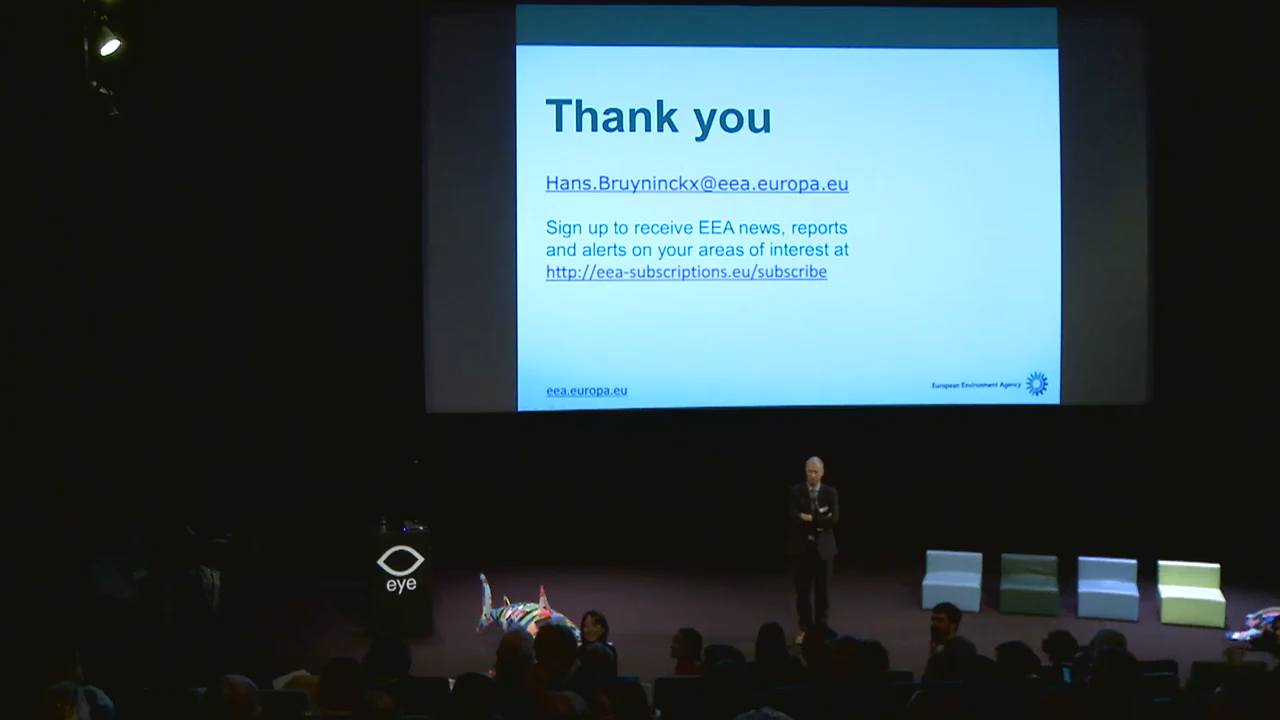 Thank you
Hans.Bruyninckx@eea.europa.eu
Sign up to receive EEA news, reports
and alerts on your areas of interest at
http://eea-subscriptions.eu/subscribe
eea.europa.eu
European Environment Agency
eye